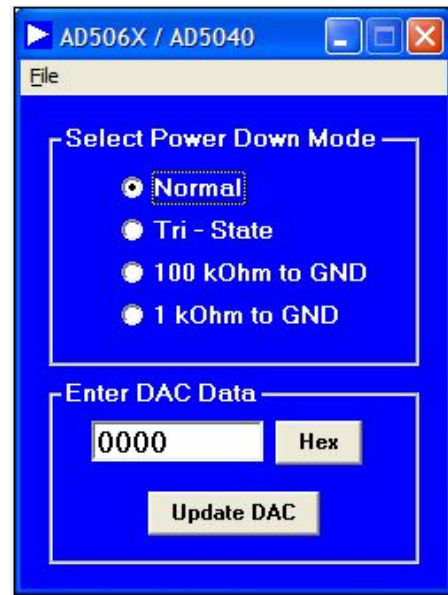 AD506X / AD5040
File
Select Power Down Mode
Normal
Tri - State
100 kOhm to GND
1 kOhm to GND
Enter DAC Data
0000 Hex
Update DAC